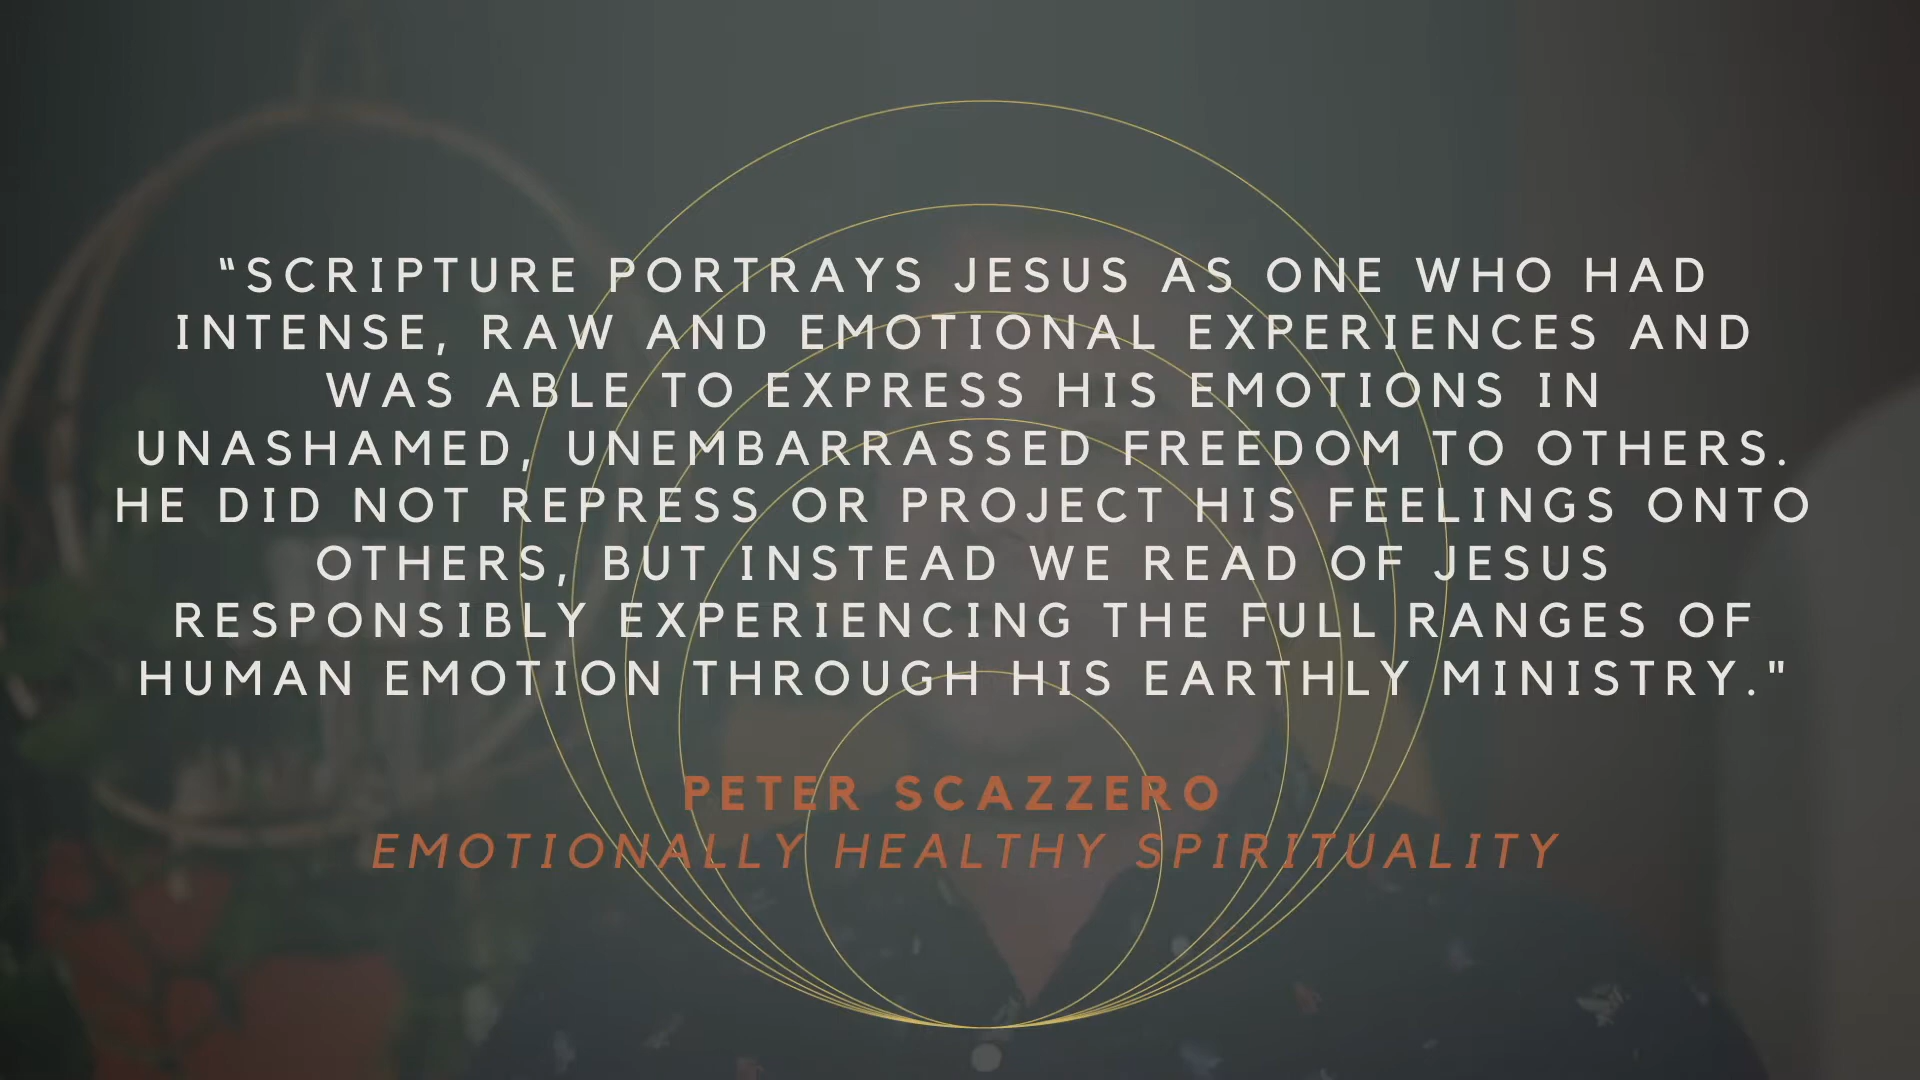 “SCRIPTURE PORTRAYS JESUS AS ONE WHO HAD
INTENSE, RAW AND EMOTIONAL EXPERIENCES AND
WAS ABLE TO EXPRESS HIS EMOTIONS IN
UNASHAMED, UNEMBARRASSED FREEDOM TO OTHERS.
HE DID NOT REPRESS OR PROJECT HIS FEELINGS ONTO
OTHERS, BUT INSTEAD WE READ OF JESUS
RESPONSIBLY EXPERIENCING THE FULL RANGES OF
HUMAN EMOTION THROUGH HIS EARTHLY MINISTRY."
PETER SCAZZERO
EMOTIONALLY HEALTHY SPIRITUALITY